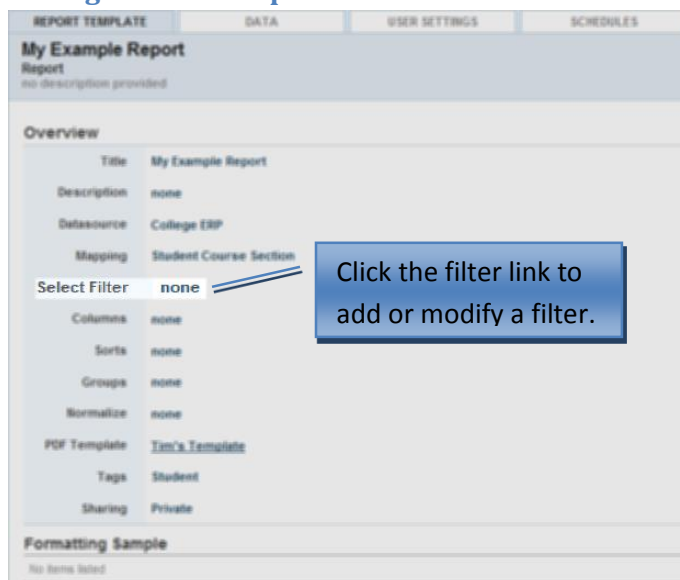 REPORT TEMPLATE DATA USER SETTINGS SCHEDULES
My Example Report
Report
no description provided
Overview
Title My Example Report
Description none
Datasource College ERP
Mapping Student Course Section
Select Filter none
Click the filter link to
add or modify a filter.
Columns none
Sorts none
Groups none
Normalize none
PDF Template Tim's Template
Tags Student
Sharing Private
Formatting Sample
No items listed